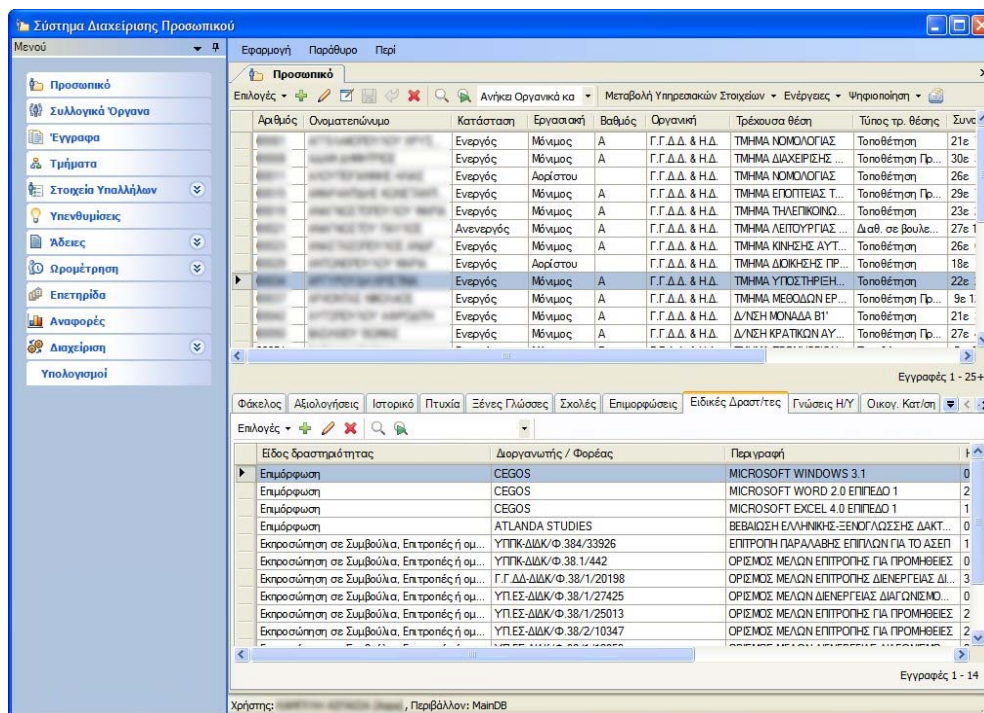 Σύστημα Διαχείρισης Προσωπικού
Μενού
Προσωπικό
Συλλογικά Όργανα
Έγγραφα
Τμήματα
Στοιχεία Υπαλλήλων
Υπενθυμίσεις
Άδειες
Ωρομέτρηση
Επετηρίδα
Αναφορές
Διαχείριση
Υπολογισμοί
Εφαρμογή Παράθυρο Περί
Προσωπικό
Επιλογές Ανήκει Οργανικά κα Μεταβολή Υπηρεσιακών Στοιχείων Ενέργειες Ψηφιοποίηση
Αριθμός Ονοματεπώνυμο Κατάσταση Εργασιακή Βαθμός Οργανική Τρέχουσα θέση Τύπος τρ. θέσης Συνο
Ενεργός Μόνιμος Α Γ.Γ.Δ.Δ. & Η.Δ. ΤΜΗΜΑ ΝΟΜΟΛΟΓΙΑΣ Τοποθέτηση 21ε
Ενεργός Μόνιμος Α Γ.Γ.Δ.Δ. & Η.Δ. ΤΜΗΜΑ ΔΙΑΧΕΙΡΙΣΗΣ ... Τοποθέτηση Πρ... 30ε
Ενεργός Αορίστου Γ.Γ.Δ.Δ. & Η.Δ. ΤΜΗΜΑ ΝΟΜΟΛΟΓΙΑΣ Τοποθέτηση 26ε
Ενεργός Μόνιμος Α Γ.Γ.Δ.Δ. & Η.Δ. ΤΜΗΜΑ ΕΠΟΠΤΕΙΑΣ Τ... Τοποθέτηση Πρ... 29ε
Ενεργός Μόνιμος Α Γ.Γ.Δ.Δ. & Η.Δ. ΤΜΗΜΑ ΤΗΛΕΠΙΚΟΙΝΩ... Τοποθέτηση 23ε
Ανενεργός Μόνιμος Α Γ.Γ.Δ.Δ. & Η.Δ. ΤΜΗΜΑ ΛΕΙΤΟΥΡΓΙΑΣ ... Διαθ. σε βουλε... 27ε 1
Ενεργός Μόνιμος Α Γ.Γ.Δ.Δ. & Η.Δ. ΤΜΗΜΑ ΚΙΝΗΣΗΣ ΑΥΤ... Τοποθέτηση 26ε
Ενεργός Αορίστου Γ.Γ.Δ.Δ. & Η.Δ. ΤΜΗΜΑ ΔΙΟΙΚΗΣΗΣ ΠΡ... Τοποθέτηση 18ε
Ενεργός Μόνιμος Α Γ.Γ.Δ.Δ. & Η.Δ. ΤΜΗΜΑ ΥΠΟΣΤΗΡΙΞΗ... Τοποθέτηση 22ε
Ενεργός Μόνιμος Α Γ.Γ.Δ.Δ. & Η.Δ. ΤΜΗΜΑ ΜΕΘΟΔΩΝ ΕΡ... Τοποθέτηση Πρ... 9ε 1
Ενεργός Μόνιμος Α Γ.Γ.Δ.Δ. & Η.Δ. Δ/ΝΣΗ ΜΟΝΑΔΑ Β1' Τοποθέτηση 21ε
Ενεργός Μόνιμος Α Γ.Γ.Δ.Δ. & Η.Δ. Δ/ΝΣΗ ΚΡΑΤΙΚΩΝ ΑΥ... Τοποθέτηση Πρ... 27ε
Εγγραφές 1 - 25+
Φάκελος Αξιολογήσεις Ιστορικό Πτυχία Ξένες Γλώσσες Σχολές Επιμορφώσεις Ειδικές Δραστ/τες Γνώσεις Η/Υ Οικογ. Κατ/ση
Επιλογές
Είδος δραστηριότητας Διοργανωτής / Φορέας Περιγραφή
Επιμόρφωση CEGOS MICROSOFT WINDOWS 3.1 0
Επιμόρφωση CEGOS MICROSOFT WORD 2.0 ΕΠΙΠΕΔΟ 1 2
Επιμόρφωση CEGOS MICROSOFT EXCEL 4.0 ΕΠΙΠΕΔΟ 1 1
Επιμόρφωση ATLANDA STUDIES ΒΕΒΑΙΩΣΗ ΕΛΛΗΝΙΚΗΣ-ΞΕΝΟΓΛΩΣΣΗΣ ΔΑΚΤ... 0
Εκπροσώπηση σε Συμβούλια, Επιτροπές ή ομ... ΥΠΠΚ-ΔΙΔΚ/Φ.384/33926 ΕΠΙΤΡΟΠΗ ΠΑΡΑΛΑΒΗΣ ΕΠΙΠΛΩΝ ΓΙΑ ΤΟ ΑΣΕΠ 1
Εκπροσώπηση σε Συμβούλια, Επιτροπές ή ομ... ΥΠΠΚ-ΔΙΔΚ/Φ.38.1/442 ΟΡΙΣΜΟΣ ΜΕΛΩΝ ΕΠΙΤΡΟΠΗΣ ΓΙΑ ΠΡΟΜΗΘΕΙΕΣ 0
Εκπροσώπηση σε Συμβούλια, Επιτροπές ή ομ... Γ.Γ.ΔΔ-ΔΙΔΚ/Φ.38/1/20198 ΟΡΙΣΜΟΣ ΜΕΛΩΝ ΕΠΙΤΡΟΠΗΣ ΔΙΕΝΕΡΓΕΙΑΣ ΔΙ... 3
Εκπροσώπηση σε Συμβούλια, Επιτροπές ή ομ... ΥΠ.ΕΣ-ΔΙΔΚ/Φ.38/1/27425 ΟΡΙΣΜΟΣ ΜΕΛΩΝ ΔΙΕΝΕΡΓΕΙΑΣ ΔΙΑΓΩΝΙΣΜΟ... 0
Εκπροσώπηση σε Συμβούλια, Επιτροπές ή ομ... ΥΠ.ΕΣ-ΔΙΔΚ/Φ.38/1/25013 ΟΡΙΣΜΟΣ ΜΕΛΩΝ ΕΠΙΤΡΟΠΗΣ ΓΙΑ ΠΡΟΜΗΘΕΙΕΣ 2
Εκπροσώπηση σε Συμβούλια, Επιτροπές ή ομ... ΥΠ.ΕΣ-ΔΙΔΚ/Φ.38/2/10347 ΟΡΙΣΜΟΣ ΜΕΛΩΝ ΕΠΙΤΡΟΠΗΣ ΓΙΑ ΠΡΟΜΗΘΕΙΕΣ 2
Εγγραφές 1 - 14
Χρήστης: , Περιβάλλον: MainDB